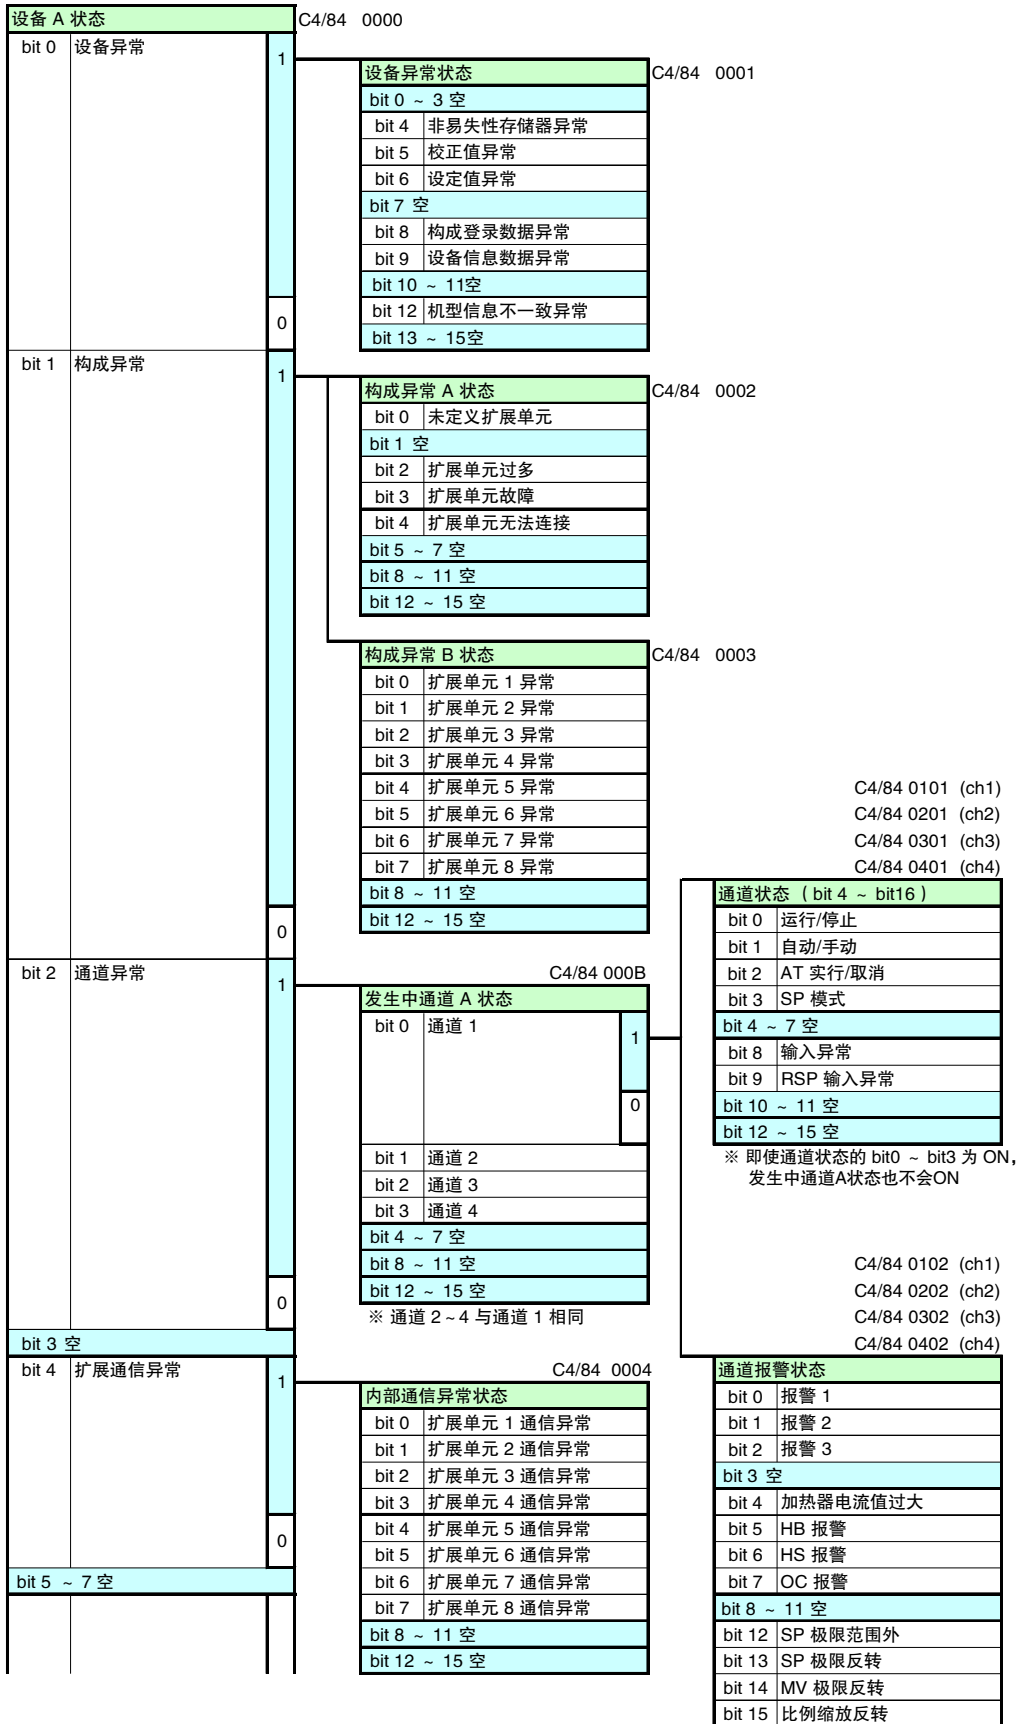 设备 A 状态
C4/84 0000
bit 0 设备异常
1
0
设备异常状态
C4/84 0001
bit 0 ~ 3 空
bit 4 非易失性存储器异常
bit 5 校正值异常
bit 6 设定值异常
bit 7 空
bit 8 构成登录数据异常
bit 9 设备信息数据异常
bit 10 ~ 11空
bit 12 机型信息不一致异常
bit 13 ~ 15空
bit 1 构成异常
1
0
构成异常 A 状态
C4/84 0002
bit 0 未定义扩展单元
bit 1 空
bit 2 扩展单元过多
bit 3 扩展单元故障
bit 4 扩展单元无法连接
bit 5 ~ 7 空
bit 8 ~ 11 空
bit 12 ~ 15 空
构成异常 B 状态
C4/84 0003
bit 0 扩展单元 1 异常
bit 1 扩展单元 2 异常
bit 2 扩展单元 3 异常
bit 3 扩展单元 4 异常
bit 4 扩展单元 5 异常
bit 5 扩展单元 6 异常
bit 6 扩展单元 7 异常
bit 7 扩展单元 8 异常
bit 8 ~ 11 空
bit 12 ~ 15 空
bit 2 通道异常
1
0
C4/84 000B
发生中通道 A 状态
bit 0 通道 1
1
0
bit 1 通道 2
bit 2 通道 3
bit 3 通道 4
bit 4 ~ 7 空
bit 8 ~ 11 空
bit 12 ~ 15 空
※ 通道 2 ~ 4 与通道 1 相同
C4/84 0101 (ch1)
C4/84 0201 (ch2)
C4/84 0301 (ch3)
C4/84 0401 (ch4)
通道状态 ( bit 4 ~ bit16 )
bit 0 运行/停止
bit 1 自动/手动
bit 2 AT 实行/取消
bit 3 SP 模式
bit 4 ~ 7 空
bit 8 输入异常
bit 9 RSP 输入异常
bit 10 ~ 11 空
bit 12 ~ 15 空
※ 即使通道状态的 bit0 ~ bit3 为 ON，
发生中通道A状态也不会ON
C4/84 0102 (ch1)
C4/84 0202 (ch2)
C4/84 0302 (ch3)
C4/84 0402 (ch4)
通道报警状态
bit 0 报警 1
bit 1 报警 2
bit 2 报警 3
bit 3 空
bit 4 加热器电流值过大
bit 5 HB 报警
bit 6 HS 报警
bit 7 OC 报警
bit 8 ~ 11 空
bit 12 SP 极限范围外
bit 13 SP 极限反转
bit 14 MV 极限反转
bit 15 比例缩放反转
bit 3 空
bit 4 扩展通信异常
1
0
C4/84 0004
内部通信异常状态
bit 0 扩展单元 1 通信异常
bit 1 扩展单元 2 通信异常
bit 2 扩展单元 3 通信异常
bit 3 扩展单元 4 通信异常
bit 4 扩展单元 5 通信异常
bit 5 扩展单元 6 通信异常
bit 6 扩展单元 7 通信异常
bit 7 扩展单元 8 通信异常
bit 8 ~ 11 空
bit 12 ~ 15 空
bit 5 ~ 7 空